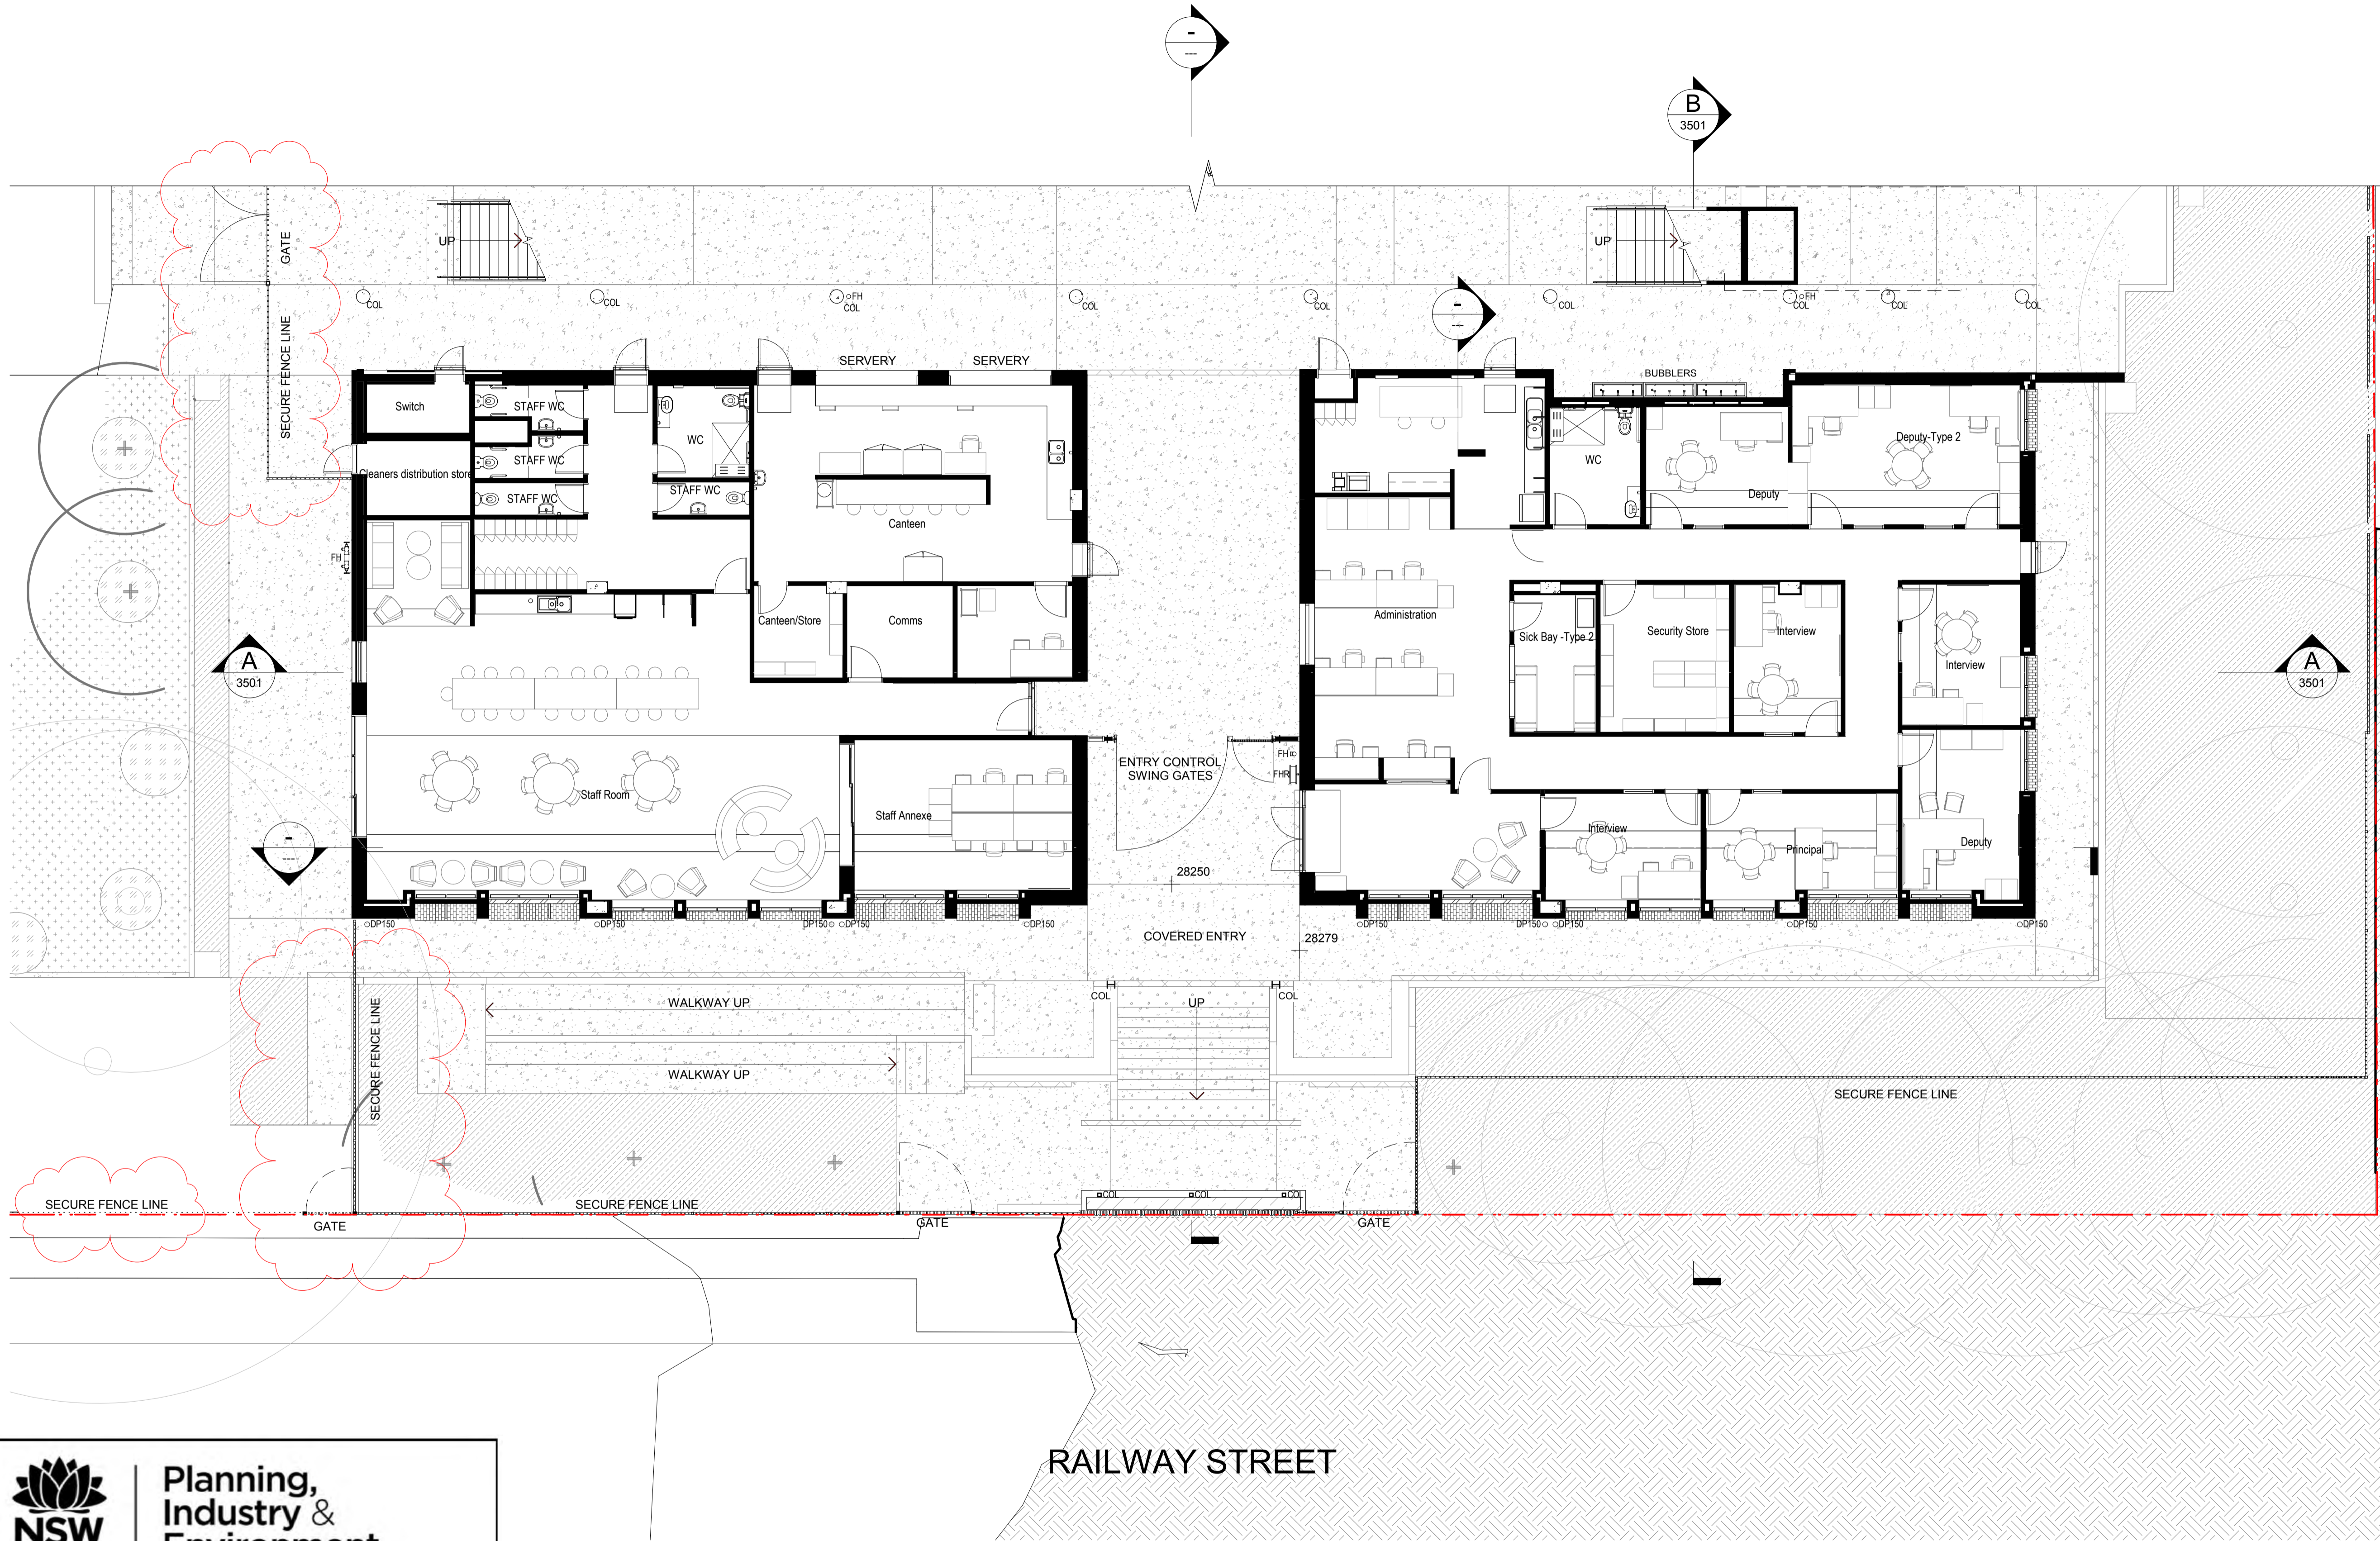 -
---
B
3501
GATE
UP
UP
COL
COL
FH
COL
COL
COL
COL
FH
COL
COL
COL
SECURE FENCE LINE
-
---
SERVERY
SERVERY
BUBBLERS
Switch
STAFF WC
WC
STAFF WC
Cleaners distribution store
STAFF WC
STAFF WC
Canteen
WC
Deputy
Deputy-Type 2
FH
Canteen/Store
Comms
Administration
Sick Bay -Type 2
Security Store
Interview
Interview
A
3501
A
3501
ENTRY CONTROL
SWING GATES
FH
FHR
Staff Room
Staff Annexe
Interview
Principal
Deputy
-
---
28250
DP150
DP150
DP150
DP150
DP150
DP150
DP150
DP150
DP150
DP150
COVERED ENTRY
28279
SECURE FENCE LINE
WALKWAY UP
COL
UP
COL
WALKWAY UP
SECURE FENCE LINE
SECURE FENCE LINE
SECURE FENCE LINE
COL
COL
COL
GATE
GATE
GATE
RAILWAY STREET
NSW
Planning,
Industry &
Environment